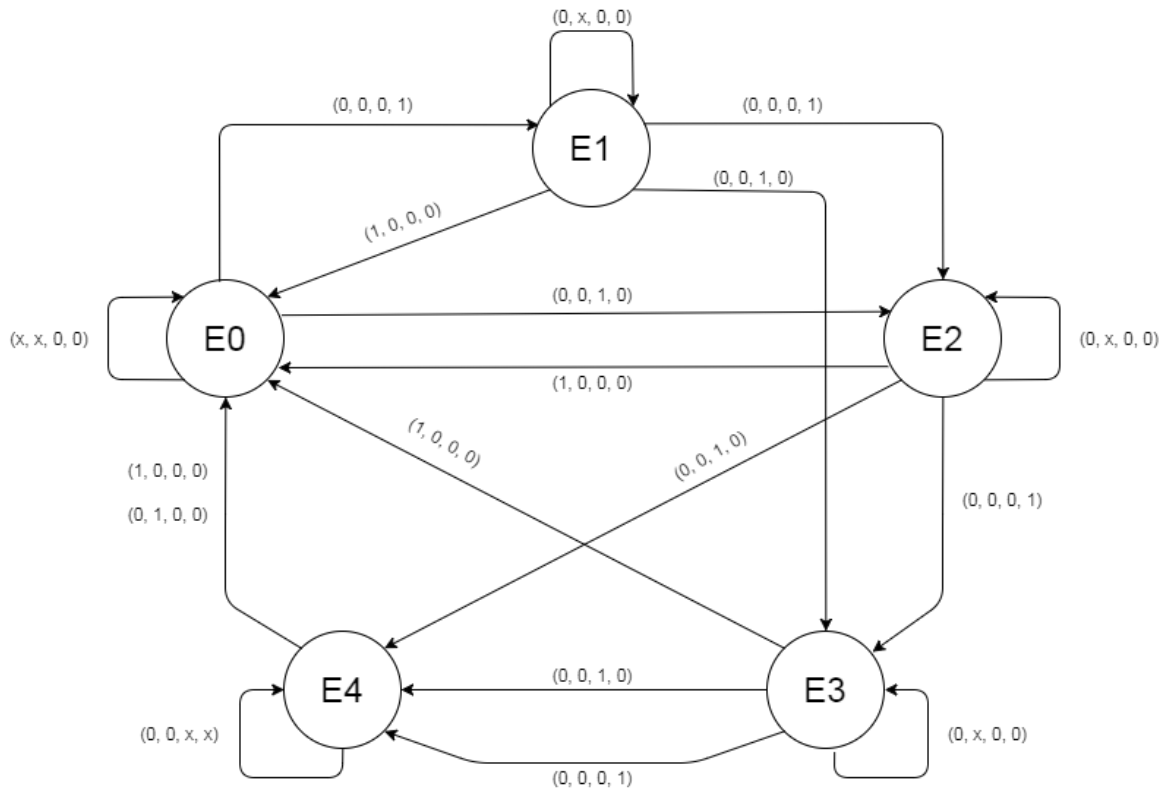 (0, x, 0, 0)
(0, 0, 0, 1)
(0, 0, 0, 1)
E1
(0, 0, 1, 0)
(1, 0, 0, 0)
(0, 0, 1, 0)
(x, x, 0, 0)
E0
E2
(0, x, 0, 0)
(1, 0, 0, 0)
(1, 0, 0, 0)
(0, 0, 1, 0)
(1, 0, 0, 0)
(0, 1, 0, 0)
(0, 0, 0, 1)
(0, 0, 1, 0)
E4
E3
(0, 0, x, x)
(0, x, 0, 0)
(0, 0, 0, 1)